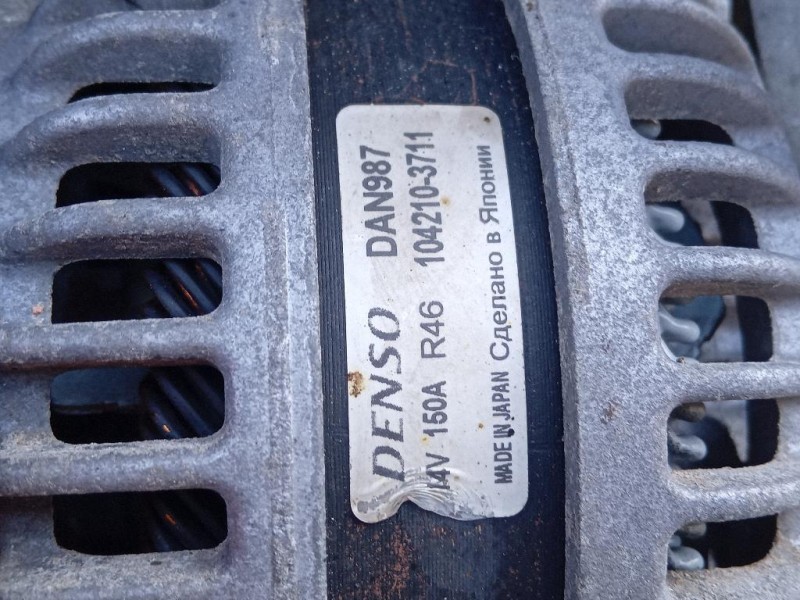 DENSO DAN987
14V 150A R46 104210-3711
MADE IN JAPAN Сделано в Японии